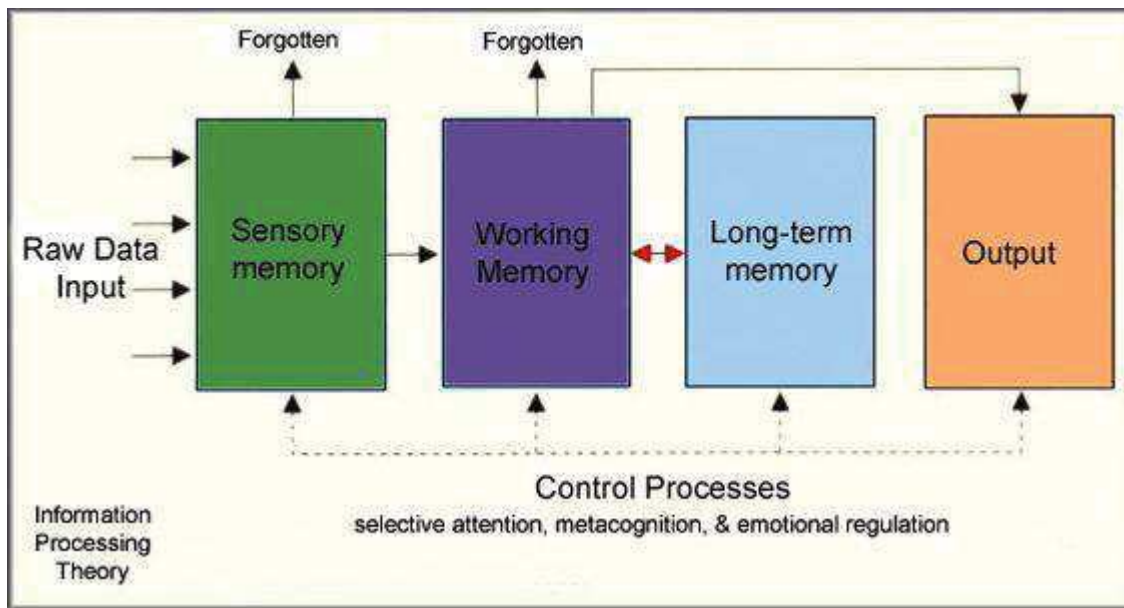 Forgotten
Forgotten
Raw Data
Input
Sensory
memory
Working
Memory
Long-term
memory
Output
Control Processes
selective attention, metacognition, & emotional regulation
Information
Processing
Theory